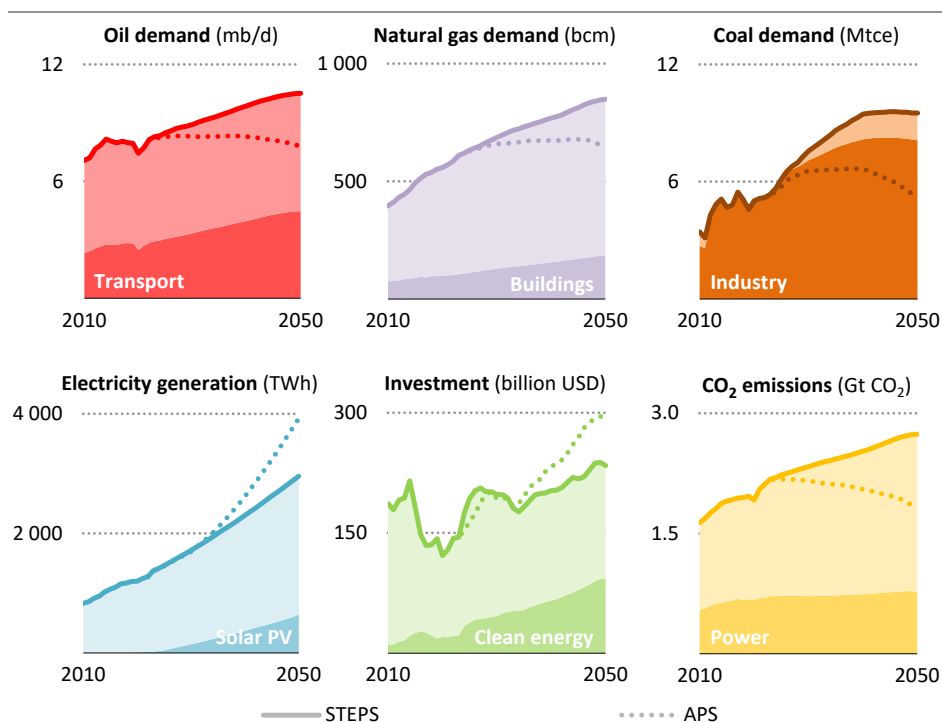 Oil demand (mb/d)
12
6
Transport
2010
2050
Natural gas demand (bcm)
1 000
500
Buildings
2010
2050
Coal demand (Mtce)
12
6
Industry
2010
2050
Electricity generation (TWh)
4 000
2 000
Solar PV
2010
2050
Investment (billion USD)
300
150
Clean energy
2010
2050
CO₂ emissions (Gt CO₂)
3.0
1.5
Power
2010
2050
STEPS
APS